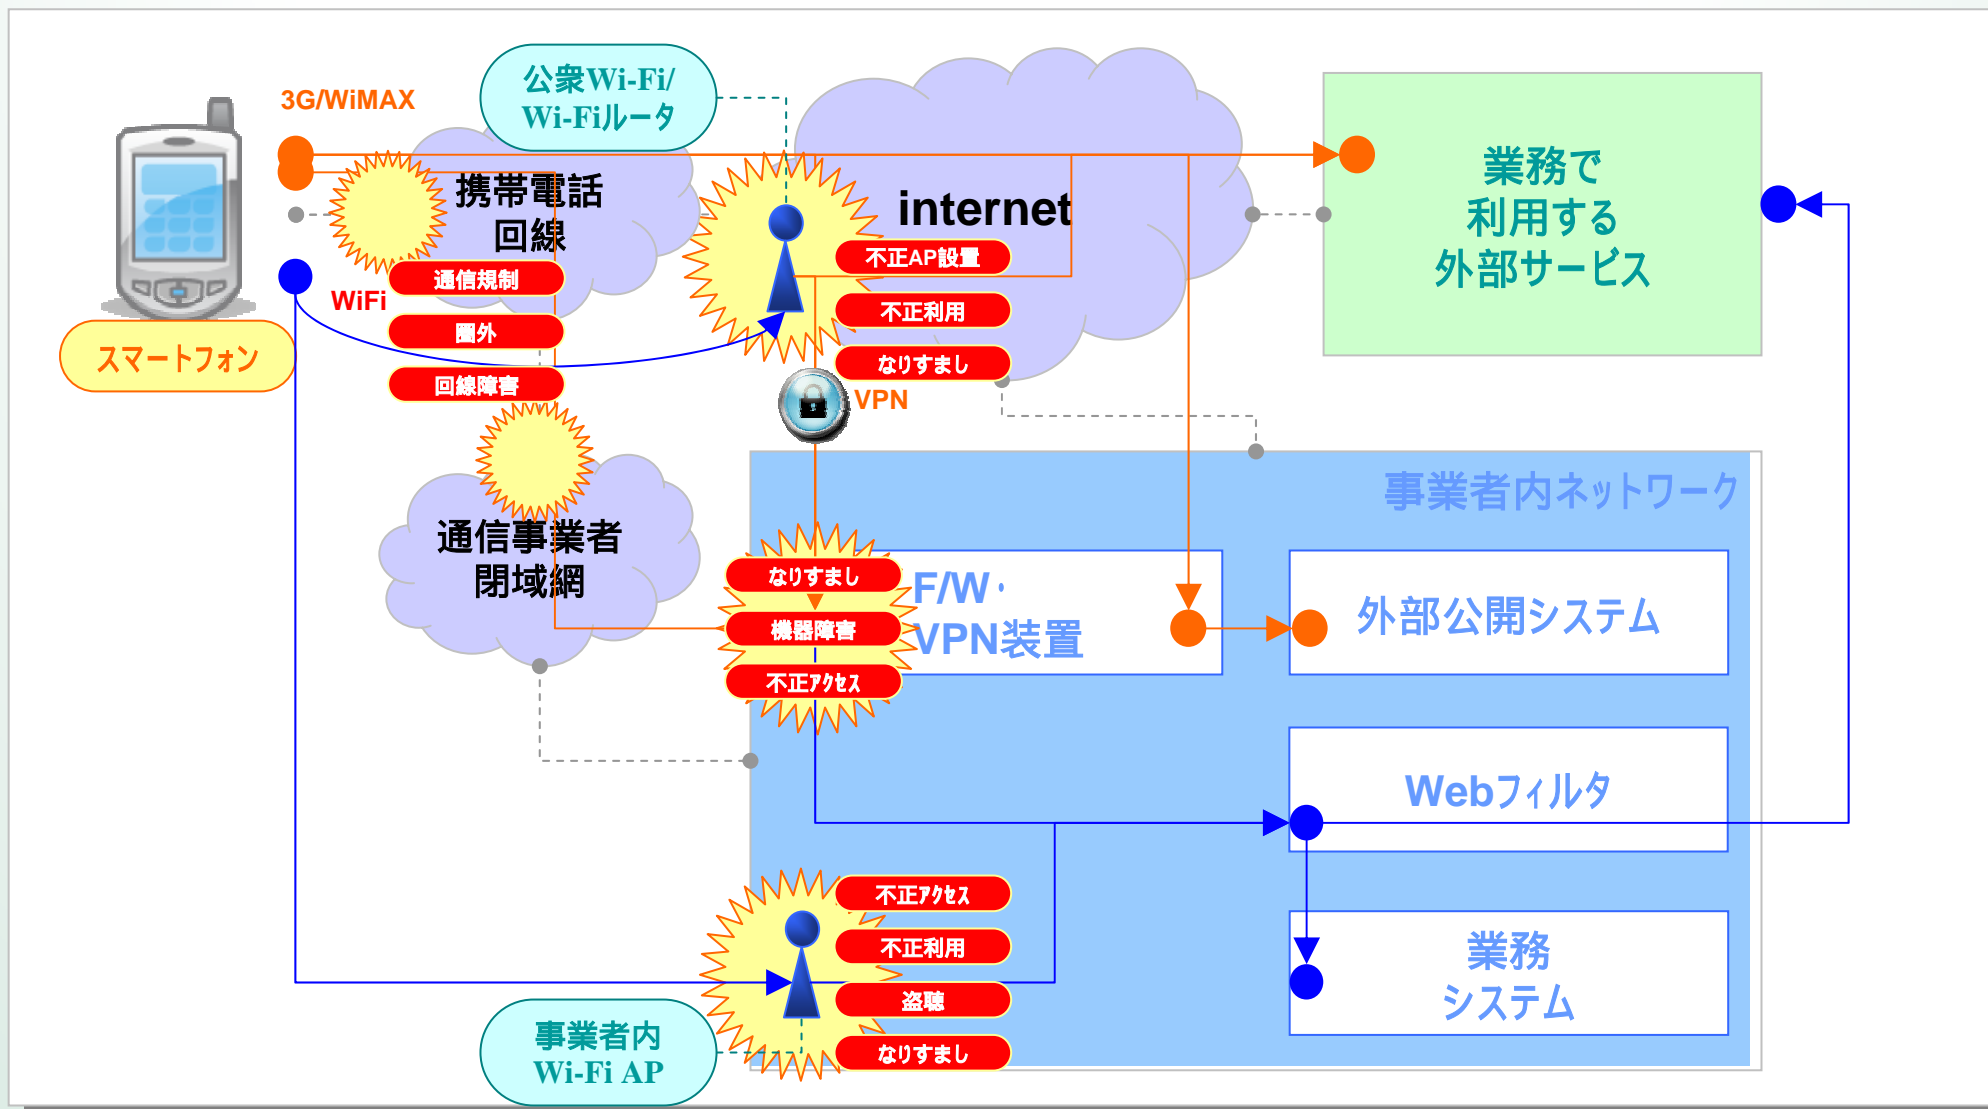 公衆Wi-Fi/
Wi-Fiルータ
3G/WiMAX
携帯電話
回線
internet
業務で
利用する
外部サービス
不正AP設置
不正利用
なりすまし
通信規制
WiFi
圏外
回線障害
スマートフォン
VPN
事業者内ネットワーク
通信事業者
閉域網
なりすまし
機器障害
不正アクセス
F/W・
VPN装置
外部公開システム
Webフィルタ
不正アクセス
不正利用
盗聴
なりすまし
業務
システム
事業者内
Wi-Fi AP